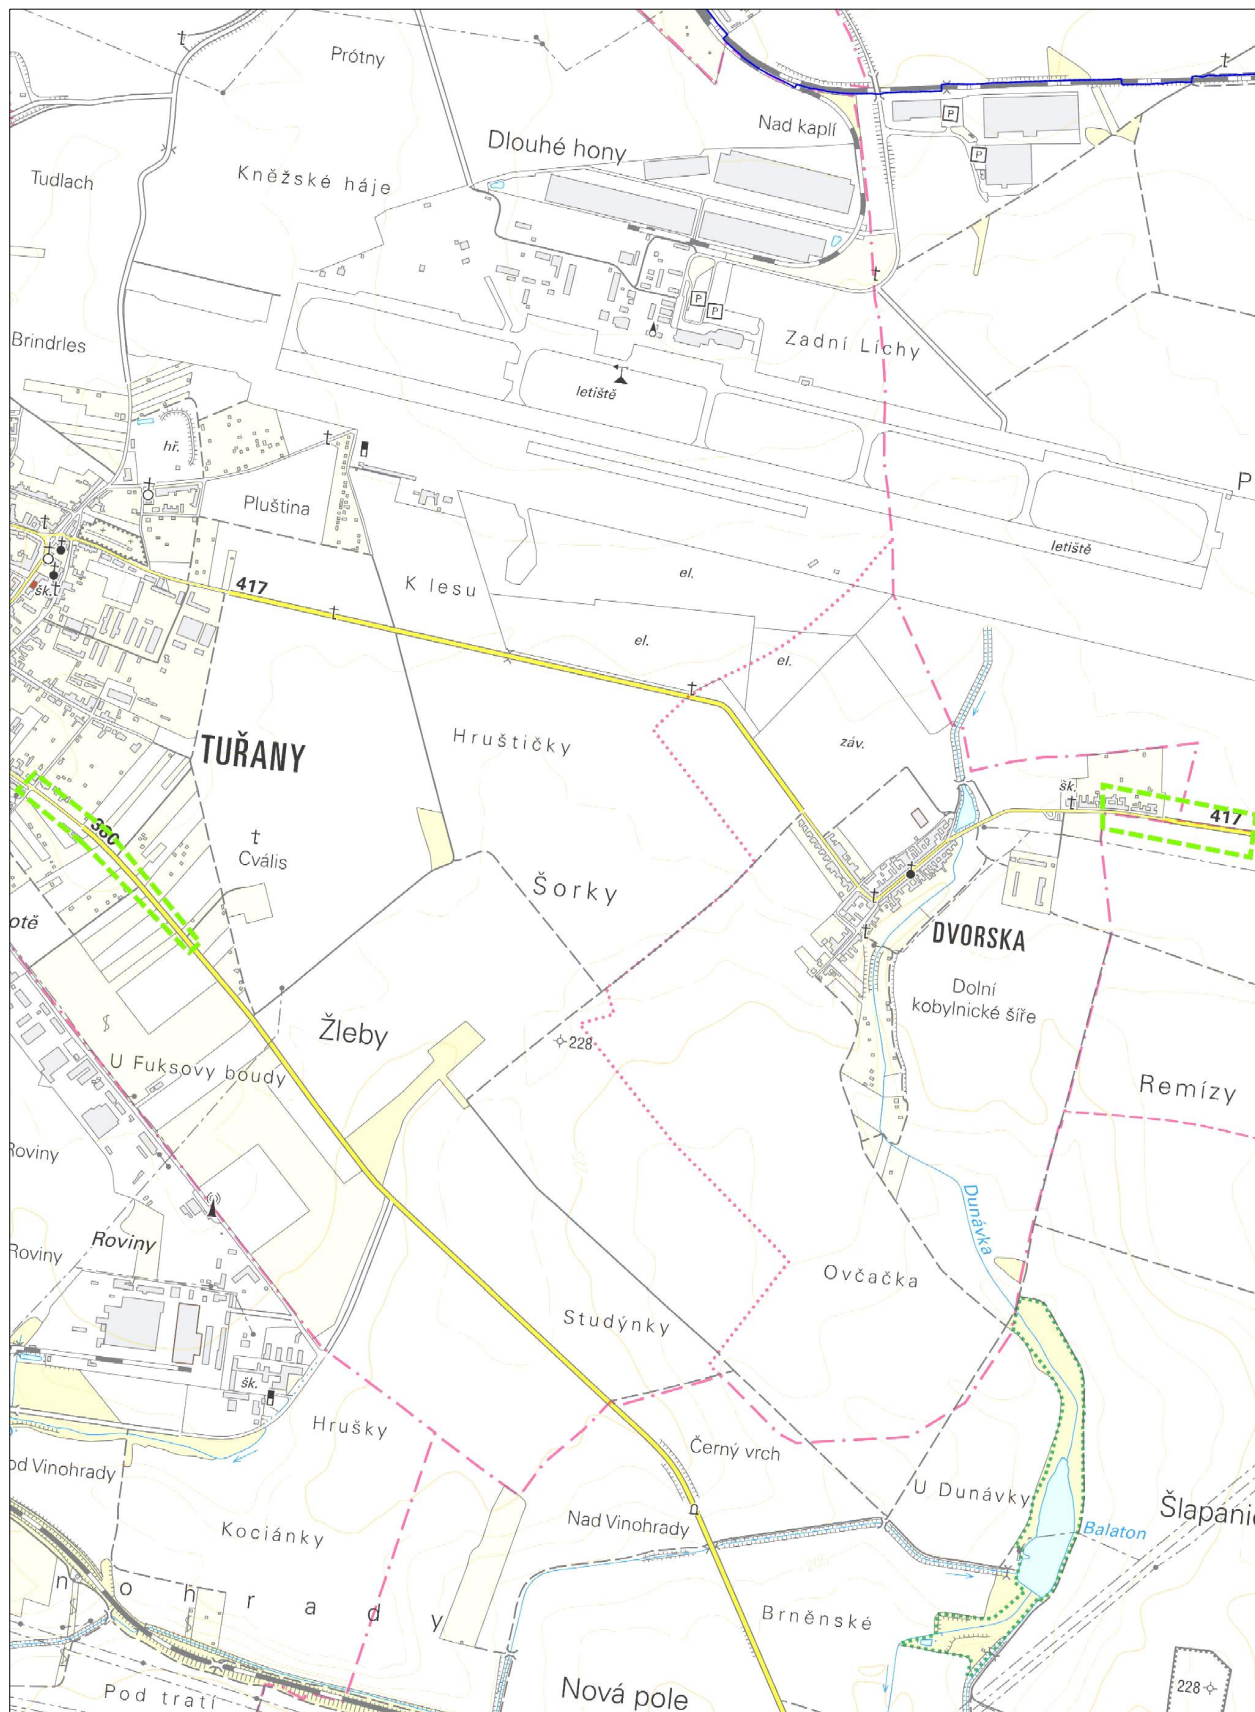 Prótny
Nad kaplí
P
Dlouhé hony
P
Tudlach
Kněžské háje
P
P
Zadní Líchy
Brindrles
letiště
hř.
P
Pluština
letiště
417
K lesu
el.
šk.
el.
el.
TUŘANY
Hruštičky
záv.
šk.
417
380
Cvális
Šorky
otě
DVORSKA
Dolní
kobylnické šíře
Žleby
228
U Fuksovy boudy
Remízy
Roviny
Dunávka
Roviny
Roviny
Ovčačka
Studýnky
šk.
Hrušky
Černý vrch
od Vinohrady
U Dunávky
Šlapanic
Kociánky
Nad Vinohrady
Balaton
n o h r a d y
Brněnské
Pod tratí
Nová pole
228